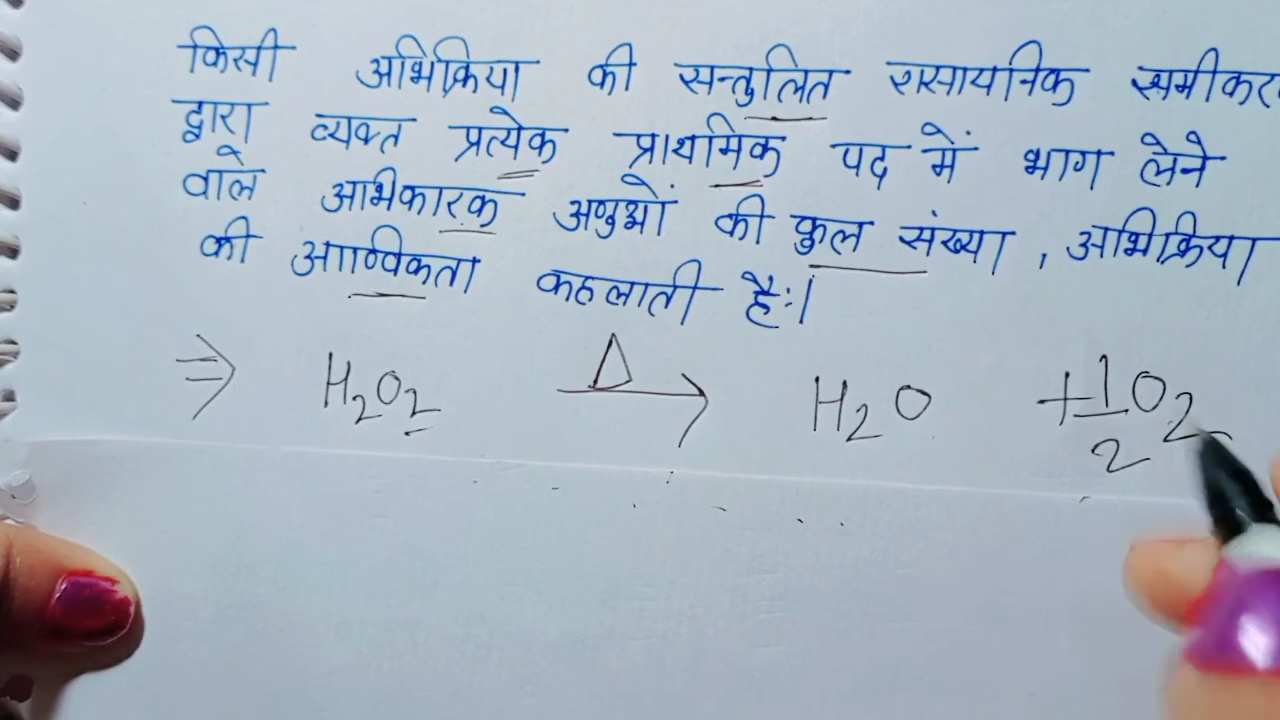 किसी अभिक्रिया की सन्तुलित रासायनिक समीकर
द्वारा व्यक्त प्रत्येक प्राथमिक पद में भाग लेने
वाले अभिकारक अणुओं की कुल संख्या, अभिक्रिया
की आण्विकता कहलाती है:।
⇒ H₂O₂ —Δ→ H₂O + 1/2 O₂